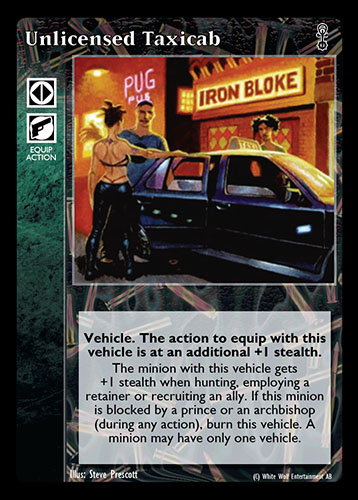 Unlicensed Taxicab
EQUIP
ACTION
PUG
IRON BLOKE
TAXI
Vehicle. The action to equip with this
vehicle is at an additional +1 stealth.
The minion with this vehicle gets
+1 stealth when hunting, employing a
retainer or recruiting an ally. If this minion
is blocked by a prince or an archbishop
(during any action), burn this vehicle. A
minion may have only one vehicle.
Illus: Steve Prescott
(C) White Wolf Entertainment AB